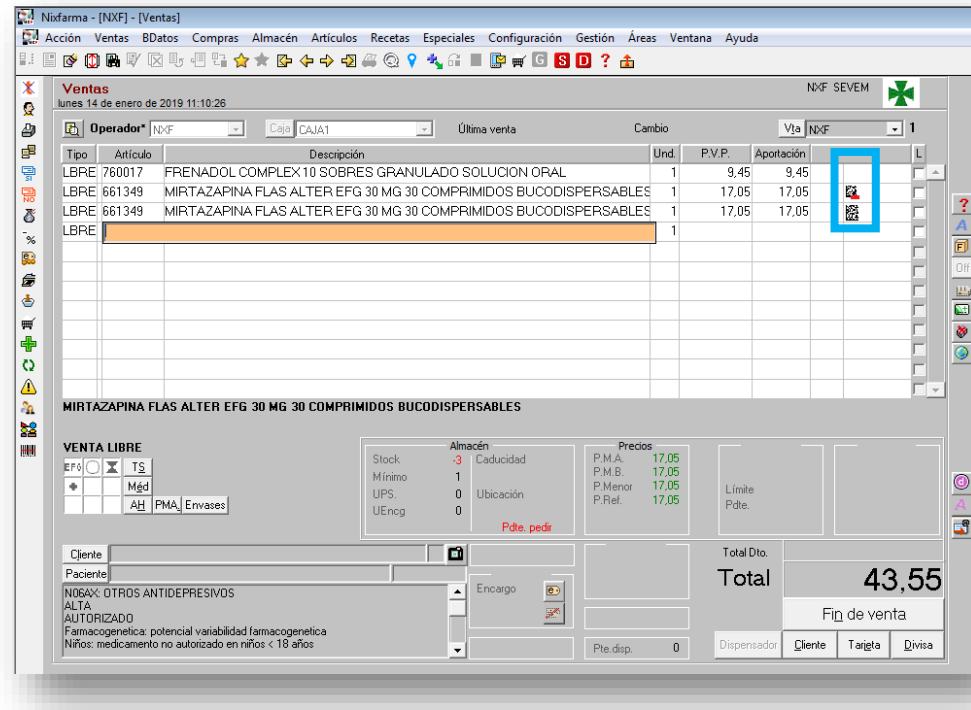 Nixfarma - [NXF] - [Ventas]
Acción Ventas BDatos Compras Almacén Artículos Recetas Especiales Configuración Gestión Áreas Ventana Ayuda
G S D ?
Ventas NXF SEVEM
lunes 14 de enero de 2019 11:10:26
Operador* NXF Caja CAJA1 Última venta Cambio Vta NXF 1
Tipo Artículo Descripción Und. P.V.P. Aportación L
LBRE 760017 FRENADOL COMPLEX 10 SOBRES GRANULADO SOLUCION ORAL 1 9,45 9,45
LBRE 661349 MIRTAZAPINA FLAS ALTER EFG 30 MG 30 COMPRIMIDOS BUCODISPERSABLES 1 17,05 17,05
LBRE 661349 MIRTAZAPINA FLAS ALTER EFG 30 MG 30 COMPRIMIDOS BUCODISPERSABLES 1 17,05 17,05
LBRE 1
MIRTAZAPINA FLAS ALTER EFG 30 MG 30 COMPRIMIDOS BUCODISPERSABLES
VENTA LIBRE
EFG TS
Méd
AH PMA, Envases
Almacén
Stock -3 Caducidad
Mínimo 1
UPS. 0 Ubicación
UEncg 0
Pdte. pedir
Precios
P.M.A. 17,05
P.M.B. 17,05
P.Menor 17,05
P.Ref. 17,05
Límite
Pdte.
Cliente
Paciente
N06AX: OTROS ANTIDEPRESIVOS
ALTA
AUTORIZADO
Farmacogenetica: potencial variabilidad farmacogenetica
Niños: medicamento no autorizado en niños < 18 años
Encargo
Pte.disp. 0
Total Dto.
Total 43,55
Fin de venta
Dispensador Cliente Tarjeta Divisa
SI
NO
%
?
A
F
Off
@
A